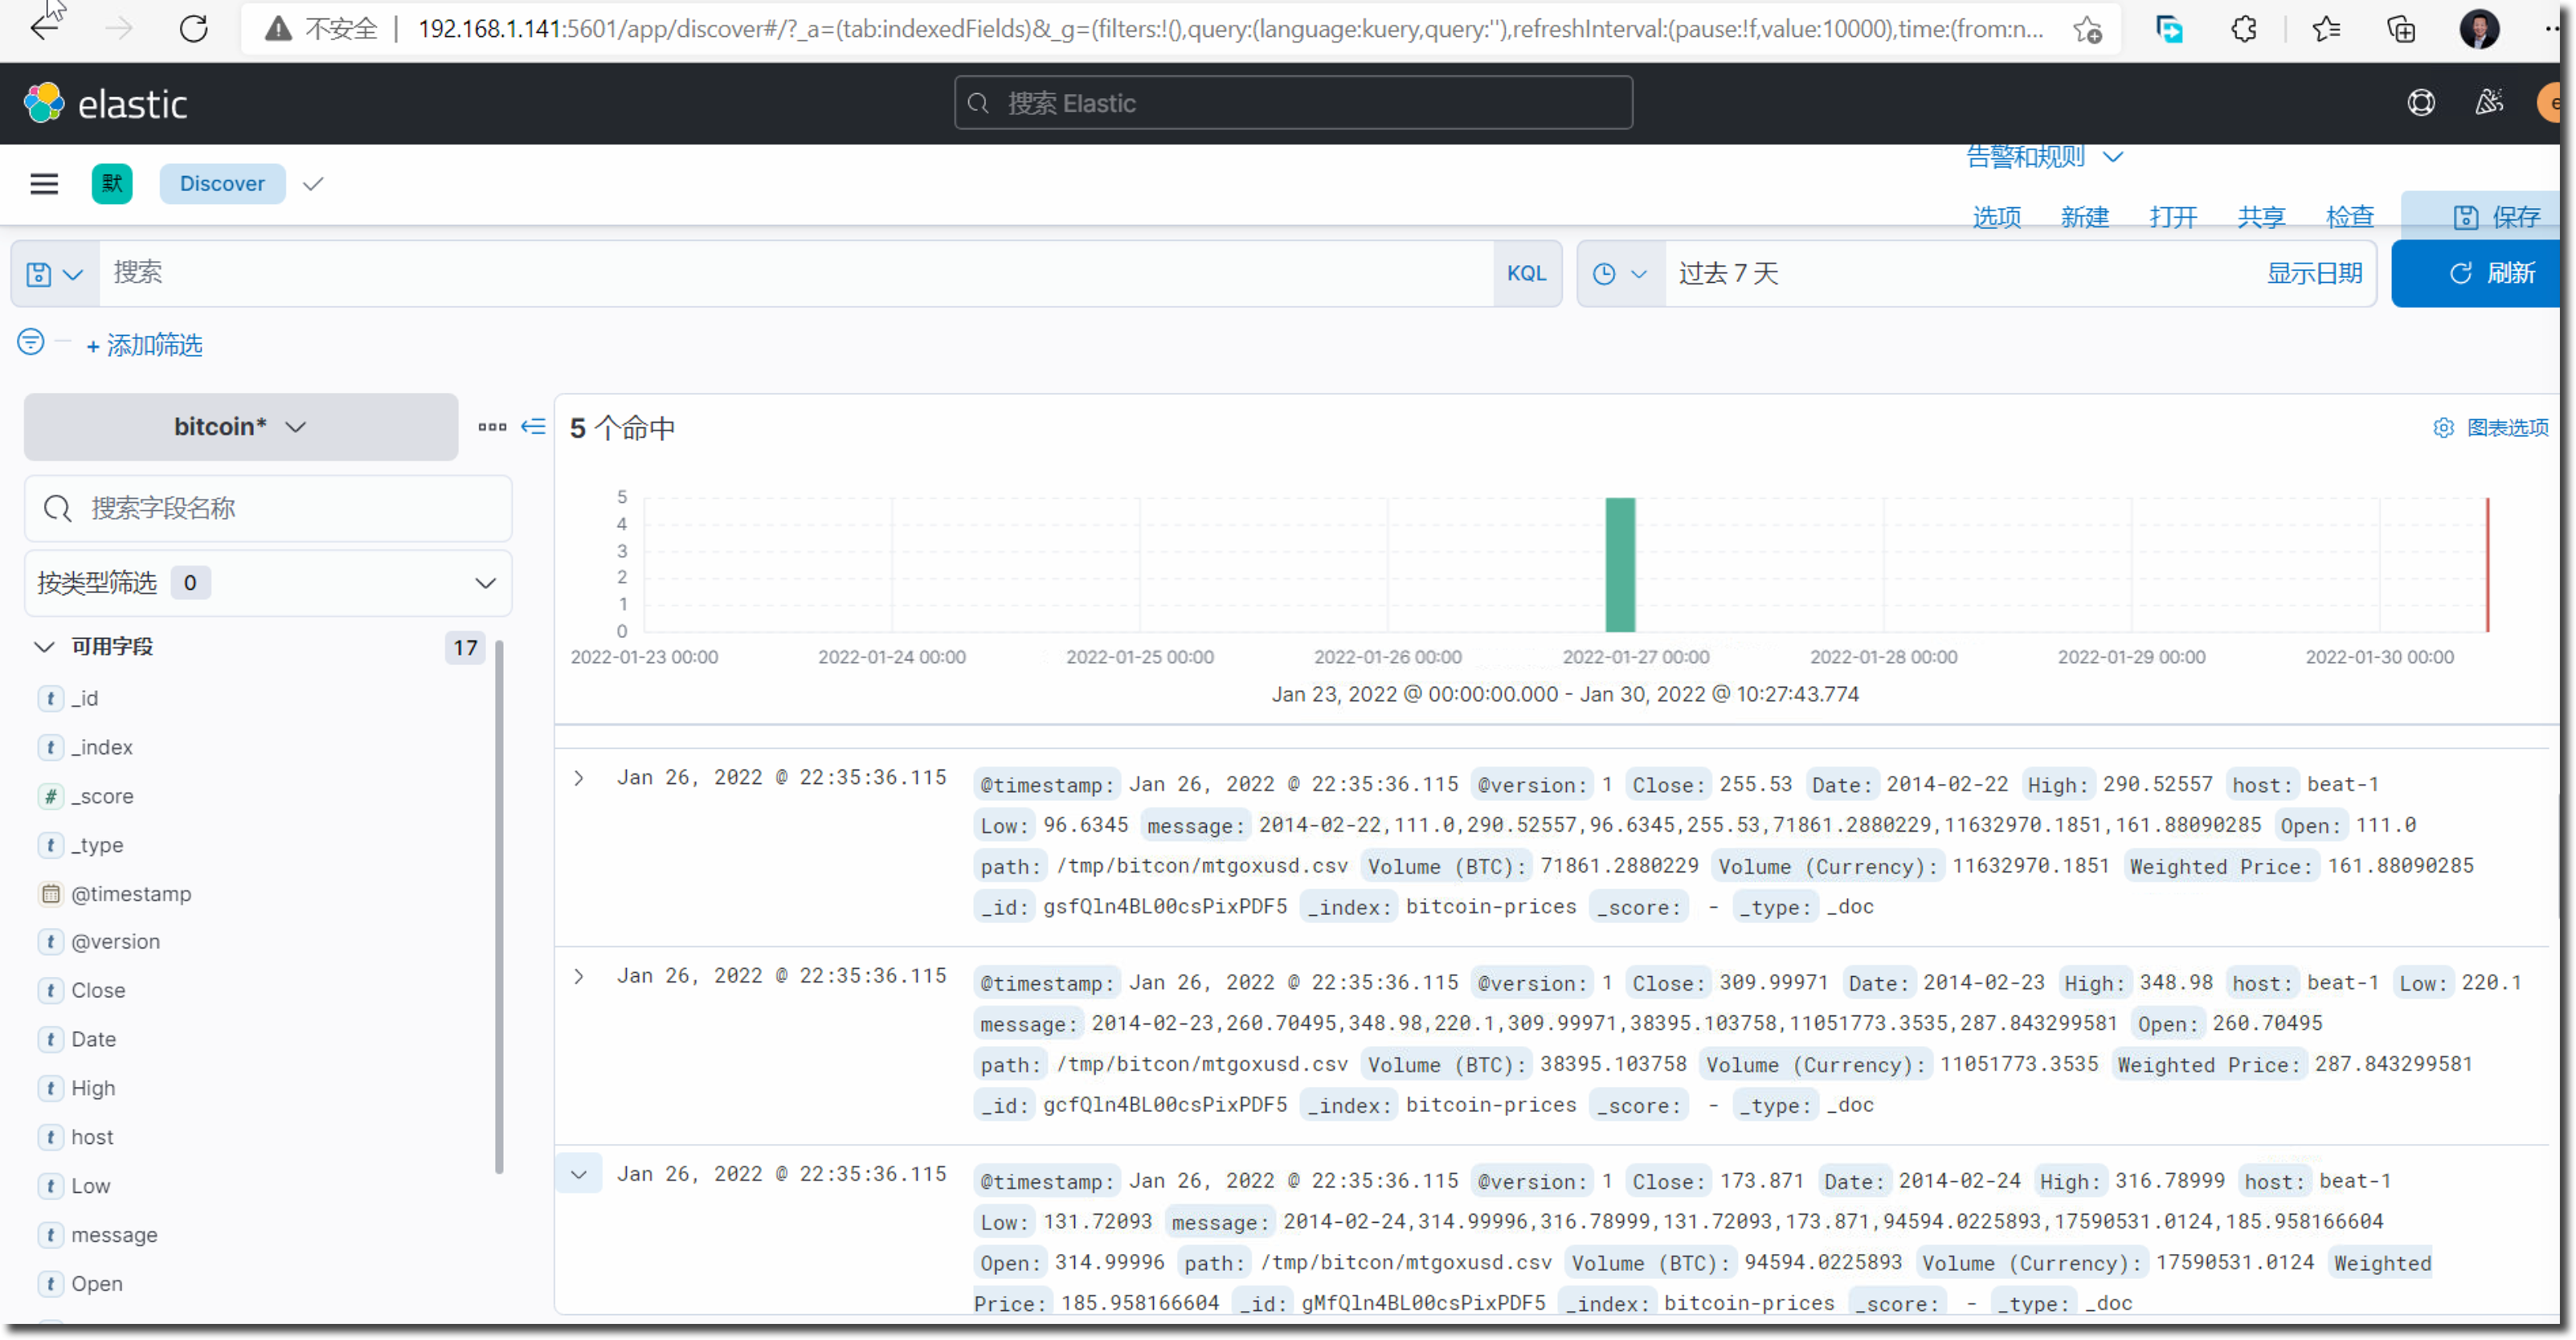 不安全 | 192.168.1.141:5601/app/discover#/?_a=(tab:indexedFields)&_g=(filters:!(),query:(language:kuery,query:''),refreshInterval:(pause:!f,value:10000),time:(from:n...
elastic
搜索 Elastic
e
告警和规则
默
Discover
选项 新建 打开 共享 检查 保存
搜索
KQL
过去 7 天
显示日期
刷新
+ 添加筛选
bitcoin*
5 个命中
图表选项
搜索字段名称
按类型筛选 0
可用字段 17
t _id
t _index
# _score
t _type
@timestamp
t @version
t Close
t Date
t High
t host
t Low
t message
t Open
5
4
3
2
1
0
2022-01-23 00:00 2022-01-24 00:00 2022-01-25 00:00 2022-01-26 00:00 2022-01-27 00:00 2022-01-28 00:00 2022-01-29 00:00 2022-01-30 00:00
Jan 23, 2022 @ 00:00:00.000 - Jan 30, 2022 @ 10:27:43.774
Jan 26, 2022 @ 22:35:36.115 @timestamp: Jan 26, 2022 @ 22:35:36.115 @version: 1 Close: 255.53 Date: 2014-02-22 High: 290.52557 host: beat-1
Low: 96.6345 message: 2014-02-22,111.0,290.52557,96.6345,255.53,71861.2880229,11632970.1851,161.88090285 Open: 111.0
path: /tmp/bitcon/mtgoxusd.csv Volume (BTC): 71861.2880229 Volume (Currency): 11632970.1851 Weighted Price: 161.88090285
_id: gsfQln4BL00csPixPDF5 _index: bitcoin-prices _score: - _type: _doc
Jan 26, 2022 @ 22:35:36.115 @timestamp: Jan 26, 2022 @ 22:35:36.115 @version: 1 Close: 309.99971 Date: 2014-02-23 High: 348.98 host: beat-1 Low: 220.1
message: 2014-02-23,260.70495,348.98,220.1,309.99971,38395.103758,11051773.3535,287.843299581 Open: 260.70495
path: /tmp/bitcon/mtgoxusd.csv Volume (BTC): 38395.103758 Volume (Currency): 11051773.3535 Weighted Price: 287.843299581
_id: gcfQln4BL00csPixPDF5 _index: bitcoin-prices _score: - _type: _doc
Jan 26, 2022 @ 22:35:36.115 @timestamp: Jan 26, 2022 @ 22:35:36.115 @version: 1 Close: 173.871 Date: 2014-02-24 High: 316.78999 host: beat-1
Low: 131.72093 message: 2014-02-24,314.99996,316.78999,131.72093,173.871,94594.0225893,17590531.0124,185.958166604
Open: 314.99996 path: /tmp/bitcon/mtgoxusd.csv Volume (BTC): 94594.0225893 Volume (Currency): 17590531.0124 Weighted
Price: 185.958166604 _id: gMfQln4BL00csPixPDF5 _index: bitcoin-prices _score: - _type: _doc